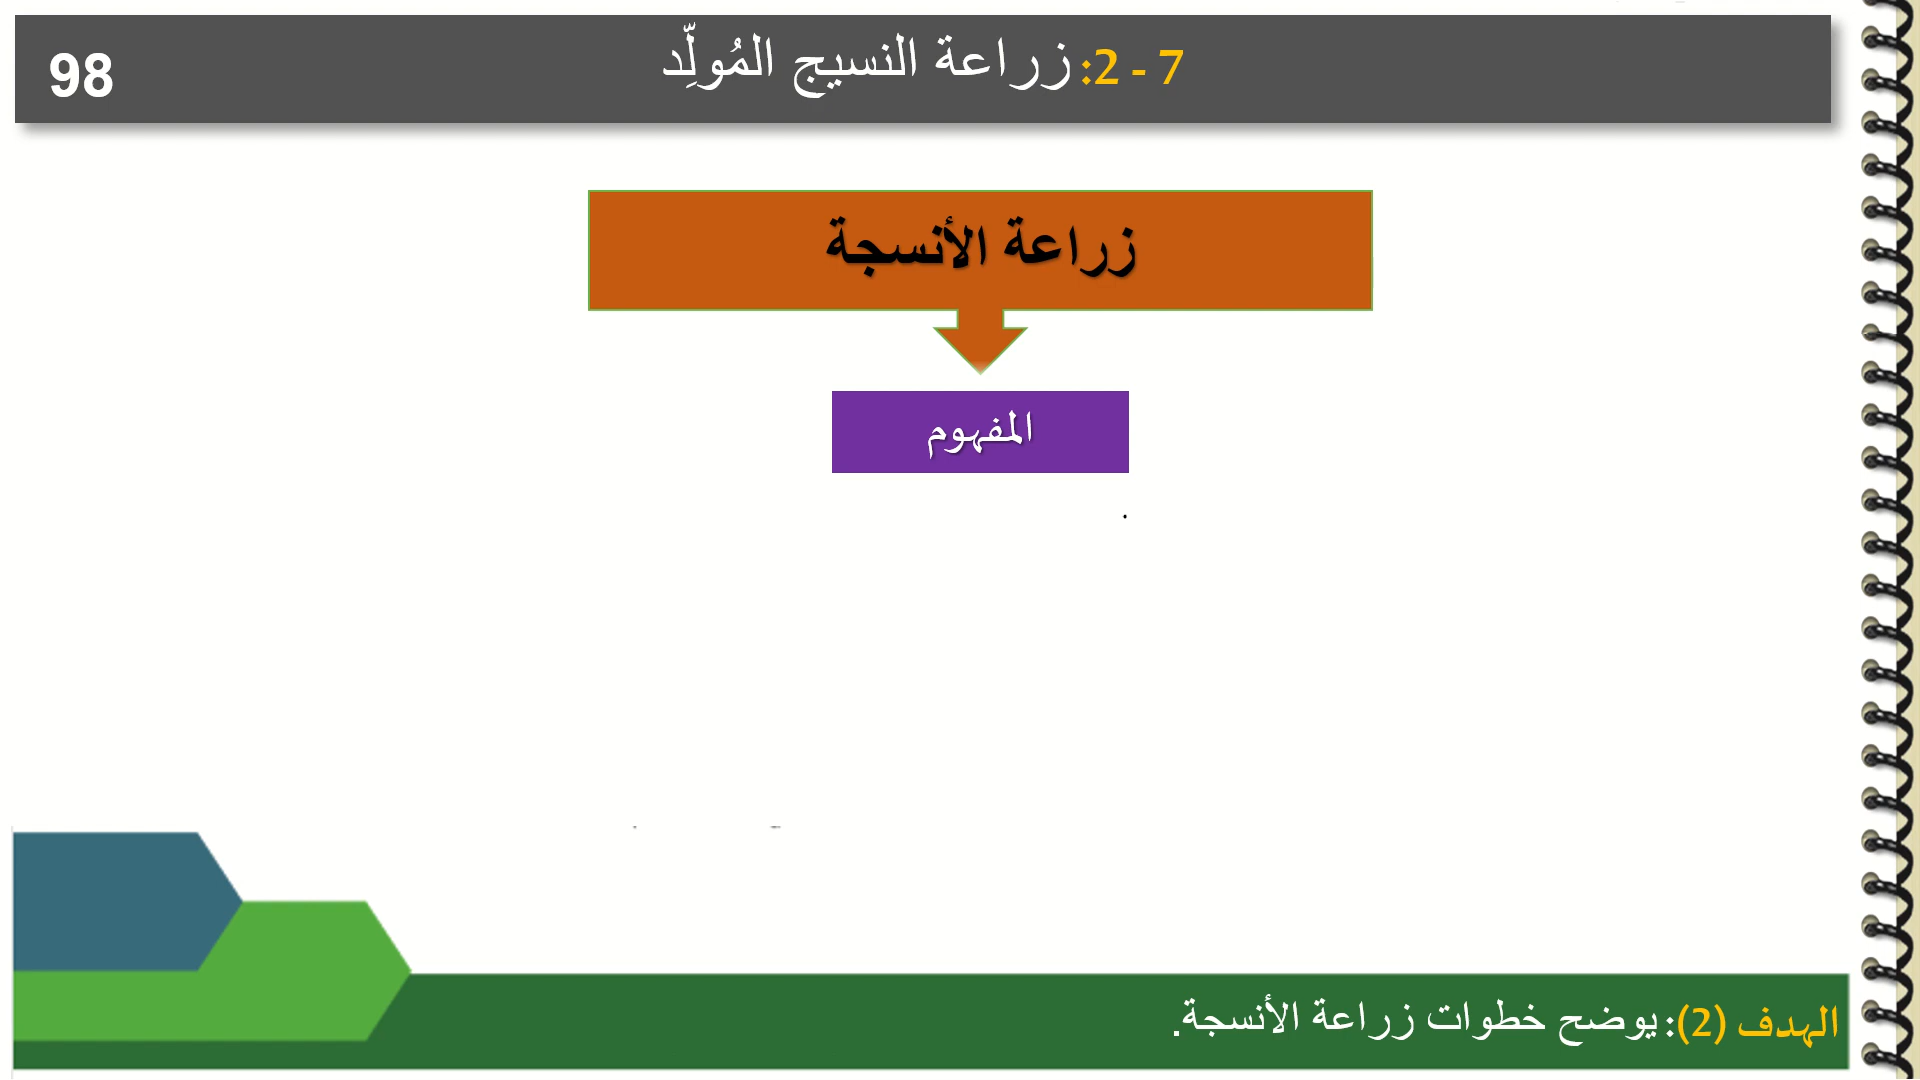 7 - 2: زراعة النسيج المُولِّد
98
زراعة الأنسجة
المفهوم
.
الهدف (2): يوضح خطوات زراعة الأنسجة.